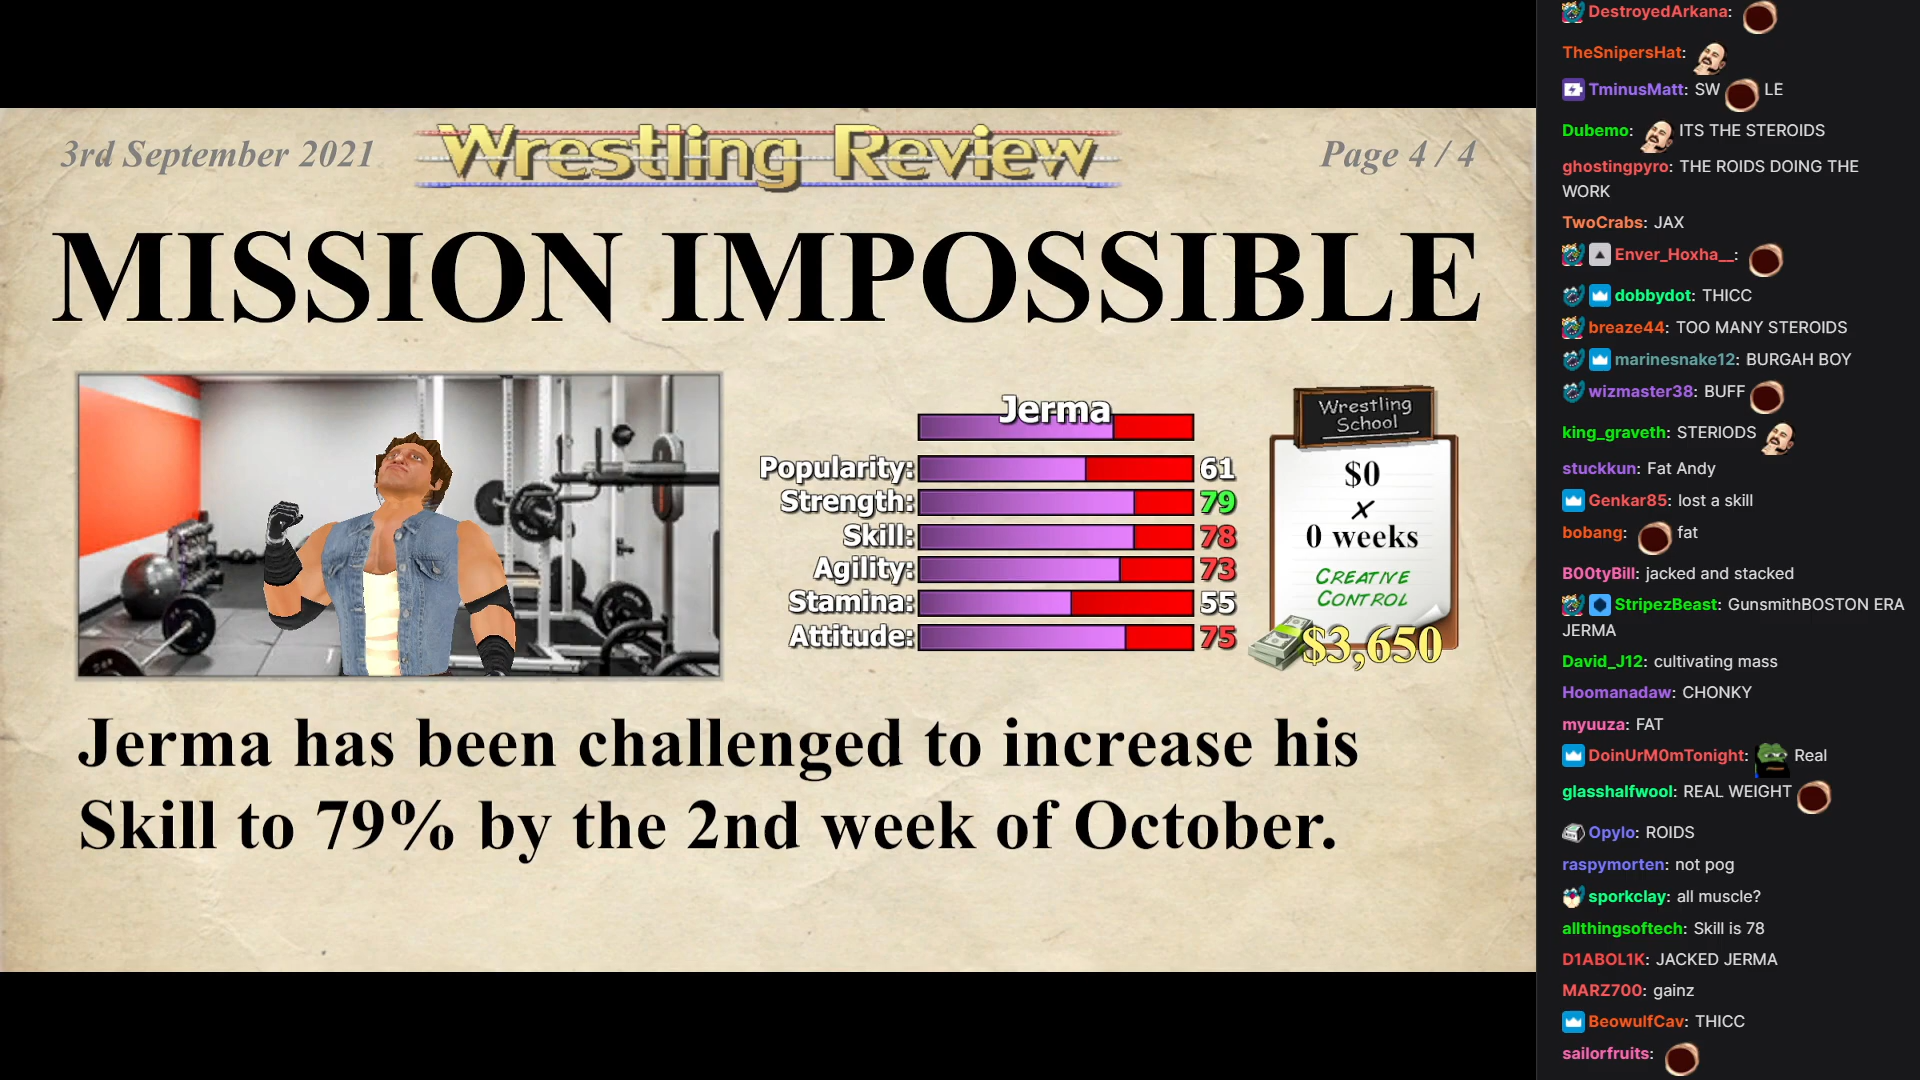 3rd September 2021
Wrestling Review
Page 4 / 4
MISSION IMPOSSIBLE
Jerma
Popularity: 61
Strength: 79
Skill: 78
Agility: 73
Stamina: 55
Attitude: 75
Wrestling
School
$0
x
0 weeks
CREATIVE
CONTROL
$3,650
Jerma has been challenged to increase his
Skill to 79% by the 2nd week of October.
DestroyedArkana:
TheSnipersHat:
TminusMatt: SW LE
Dubemo: ITS THE STEROIDS
ghostingpyro: THE ROIDS DOING THE
WORK
TwoCrabs: JAX
Enver_Hoxha__:
dobbydot: THICC
breaze44: TOO MANY STEROIDS
marinesnake12: BURGAH BOY
wizmaster38: BUFF
king_graveth: STERIODS
stuckkun: Fat Andy
Genkar85: lost a skill
bobang: fat
B00tyBill: jacked and stacked
StripezBeast: GunsmithBOSTON ERA
JERMA
David_J12: cultivating mass
Hoomanadaw: CHONKY
myuuza: FAT
DoinUrM0mTonight: Real
glasshalfwool: REAL WEIGHT
Opylo: ROIDS
raspymorten: not pog
sporkclay: all muscle?
allthingsoftech: Skill is 78
D1ABOL1K: JACKED JERMA
MARZ700: gainz
BeowulfCav: THICC
sailorfruits: